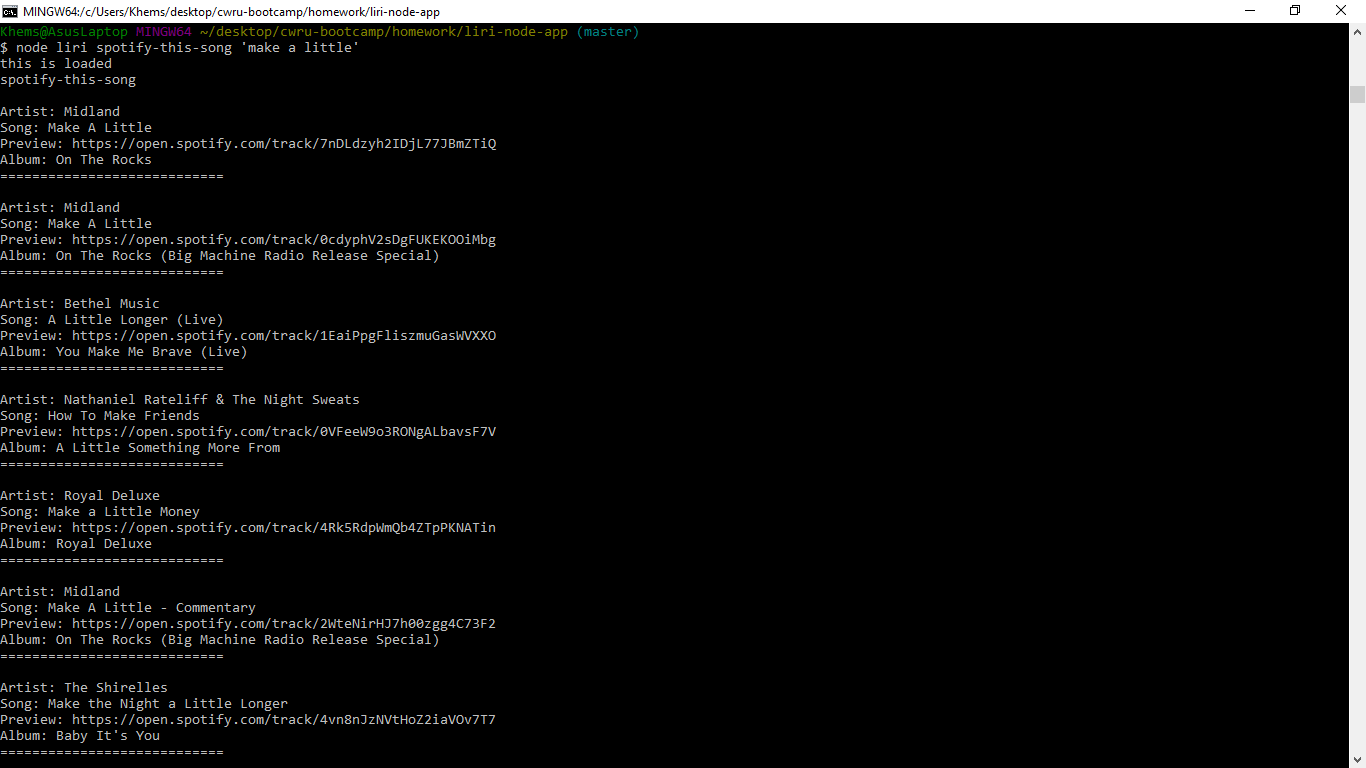 MINGW64:/c/Users/Khems/desktop/cwru-bootcamp/homework/liri-node-app
Khems@AsusLaptop MINGW64 ~/desktop/cwru-bootcamp/homework/liri-node-app (master)
$ node liri spotify-this-song 'make a little'
this is loaded
spotify-this-song
Artist: Midland
Song: Make A Little
Preview: https://open.spotify.com/track/7nDLdzyh2IDjL77JBmZTiQ
Album: On The Rocks
============================
Artist: Midland
Song: Make A Little
Preview: https://open.spotify.com/track/0cdyphV2sDgFUKEKOOiMbg
Album: On The Rocks (Big Machine Radio Release Special)
============================
Artist: Bethel Music
Song: A Little Longer (Live)
Preview: https://open.spotify.com/track/1EaiPpgFliszmuGasWVXXO
Album: You Make Me Brave (Live)
============================
Artist: Nathaniel Rateliff & The Night Sweats
Song: How To Make Friends
Preview: https://open.spotify.com/track/0VFeeW9o3RONgALbavsF7V
Album: A Little Something More From
============================
Artist: Royal Deluxe
Song: Make a Little Money
Preview: https://open.spotify.com/track/4Rk5RdpWmQb4ZTpPKNATin
Album: Royal Deluxe
============================
Artist: Midland
Song: Make A Little - Commentary
Preview: https://open.spotify.com/track/2WteNirHJ7h00zgg4C73F2
Album: On The Rocks (Big Machine Radio Release Special)
============================
Artist: The Shirelles
Song: Make the Night a Little Longer
Preview: https://open.spotify.com/track/4vn8nJzNVtHoZ2iaVOv7T7
Album: Baby It's You
============================